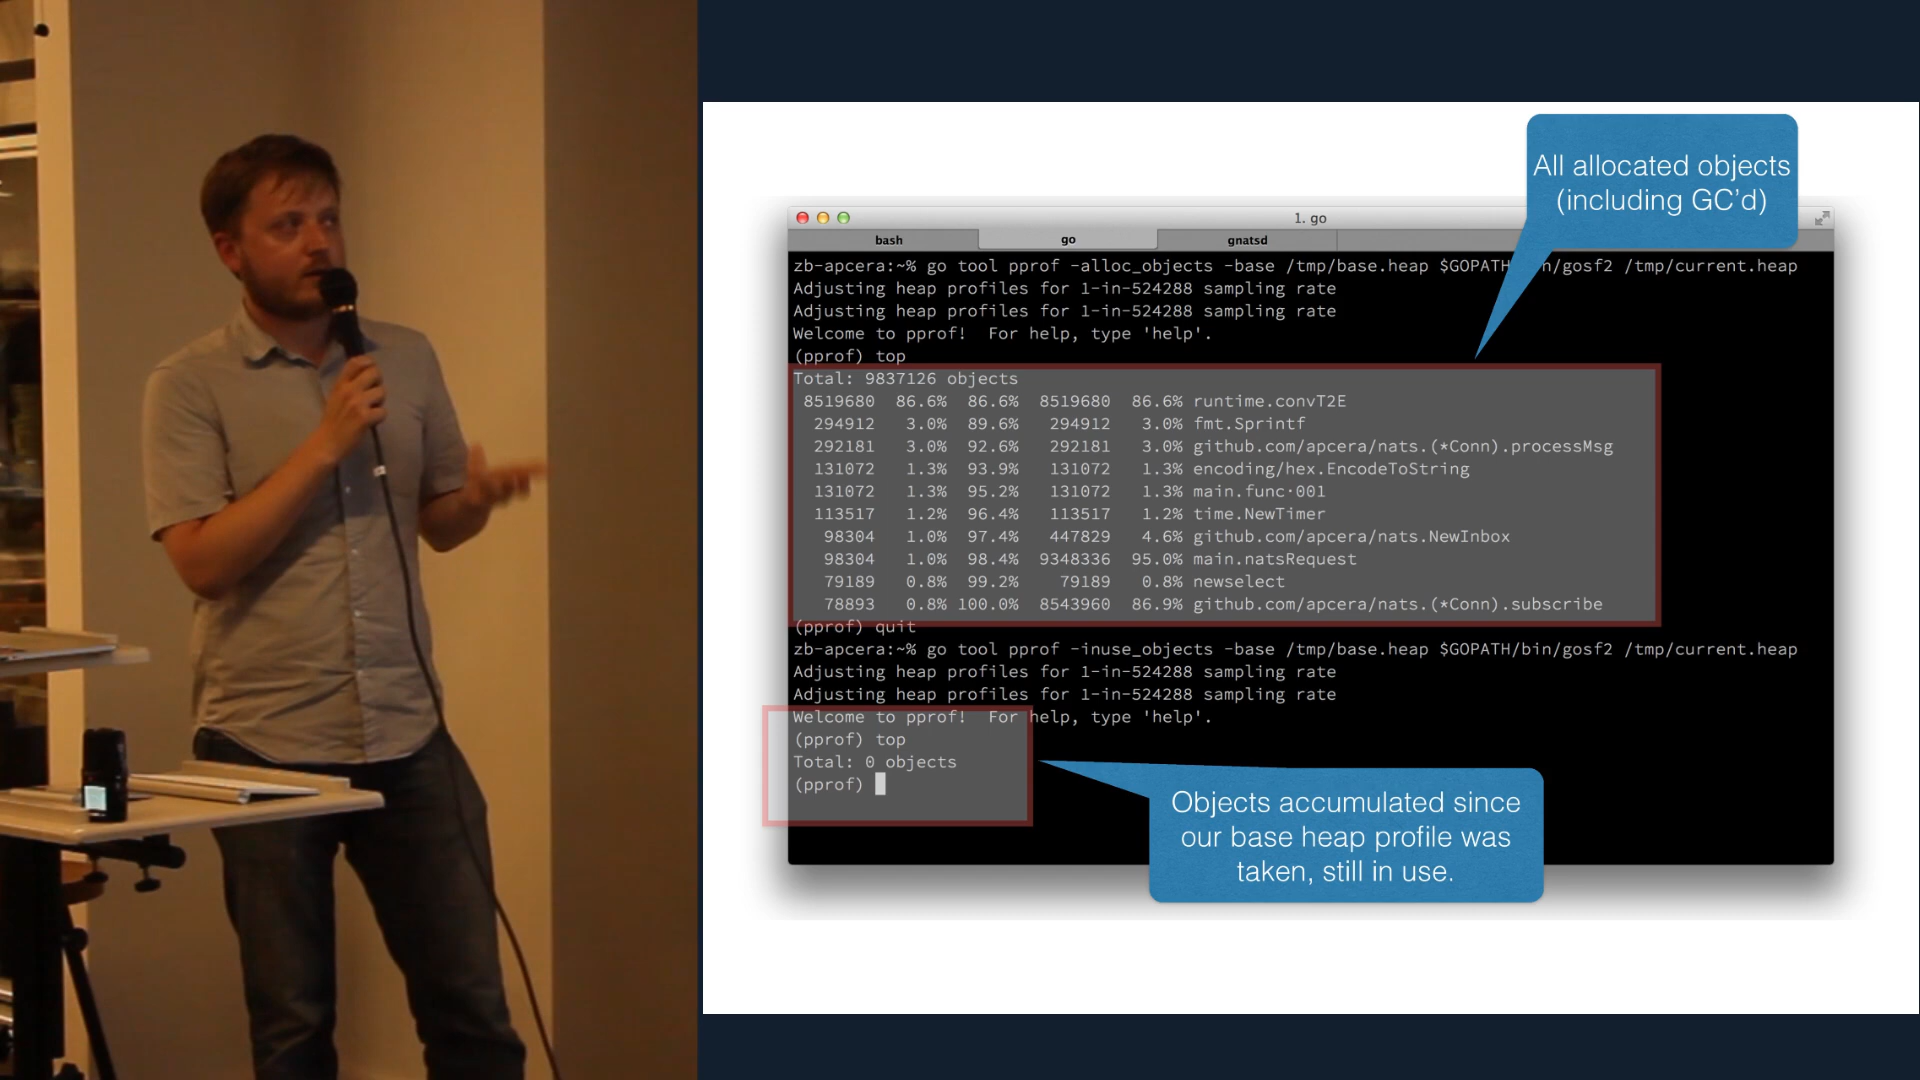 All allocated objects
(including GC'd)
1. go
bash go gnatsd
zb-apcera:~% go tool pprof -alloc_objects -base /tmp/base.heap $GOPATH n/gosf2 /tmp/current.heap
Adjusting heap profiles for 1-in-524288 sampling rate
Adjusting heap profiles for 1-in-524288 sampling rate
Welcome to pprof!  For help, type 'help'.
(pprof) top
Total: 9837126 objects
8519680 86.6% 86.6% 8519680 86.6% runtime.convT2E
294912 3.0% 89.6% 294912 3.0% fmt.Sprintf
292181 3.0% 92.6% 292181 3.0% github.com/apcera/nats.(*Conn).processMsg
131072 1.3% 93.9% 131072 1.3% encoding/hex.EncodeToString
131072 1.3% 95.2% 131072 1.3% main.func·001
113517 1.2% 96.4% 113517 1.2% time.NewTimer
98304 1.0% 97.4% 447829 4.6% github.com/apcera/nats.NewInbox
98304 1.0% 98.4% 9348336 95.0% main.natsRequest
79189 0.8% 99.2% 79189 0.8% newselect
78893 0.8% 100.0% 8543960 86.9% github.com/apcera/nats.(*Conn).subscribe
(pprof) quit
zb-apcera:~% go tool pprof -inuse_objects -base /tmp/base.heap $GOPATH/bin/gosf2 /tmp/current.heap
Adjusting heap profiles for 1-in-524288 sampling rate
Adjusting heap profiles for 1-in-524288 sampling rate
Welcome to pprof!  For help, type 'help'.
(pprof) top
Total: 0 objects
(pprof)
Objects accumulated since
our base heap profile was
taken, still in use.